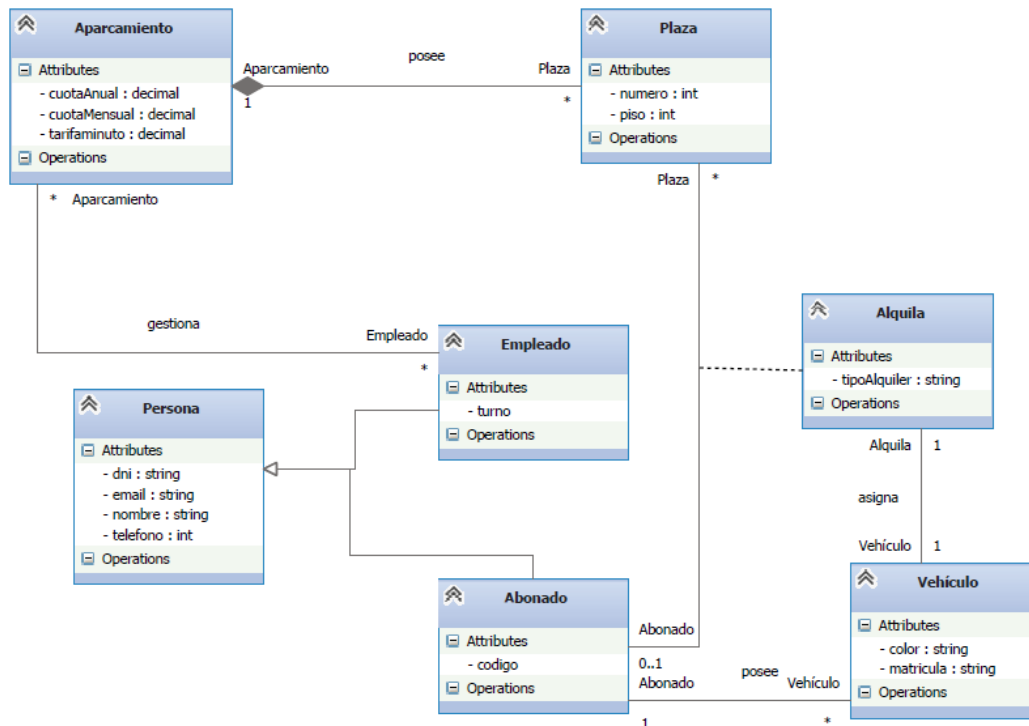 Aparcamiento
Attributes
- cuotaAnual : decimal
- cuotaMensual : decimal
- tarifaminuto : decimal
Operations
posee
Aparcamiento
1
Plaza
*
Plaza
Attributes
- numero : int
- piso : int
Operations
* Aparcamiento
Plaza *
gestiona
Empleado
*
Empleado
Attributes
- turno
Operations
Alquila
Attributes
- tipoAlquiler : string
Operations
Persona
Attributes
- dni : string
- email : string
- nombre : string
- telefono : int
Operations
Alquila 1
asigna
Vehículo 1
Abonado
Attributes
- codigo
Operations
Abonado
0..1
Abonado
1
posee
Vehículo
*
Vehículo
Attributes
- color : string
- matricula : string
Operations